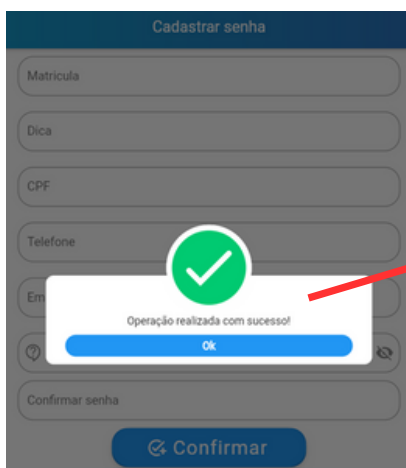 Cadastrar senha
Matricula
Dica
CPF
Telefone
Em
Operação realizada com sucesso!
Ok
Confirmar senha
Confirmar